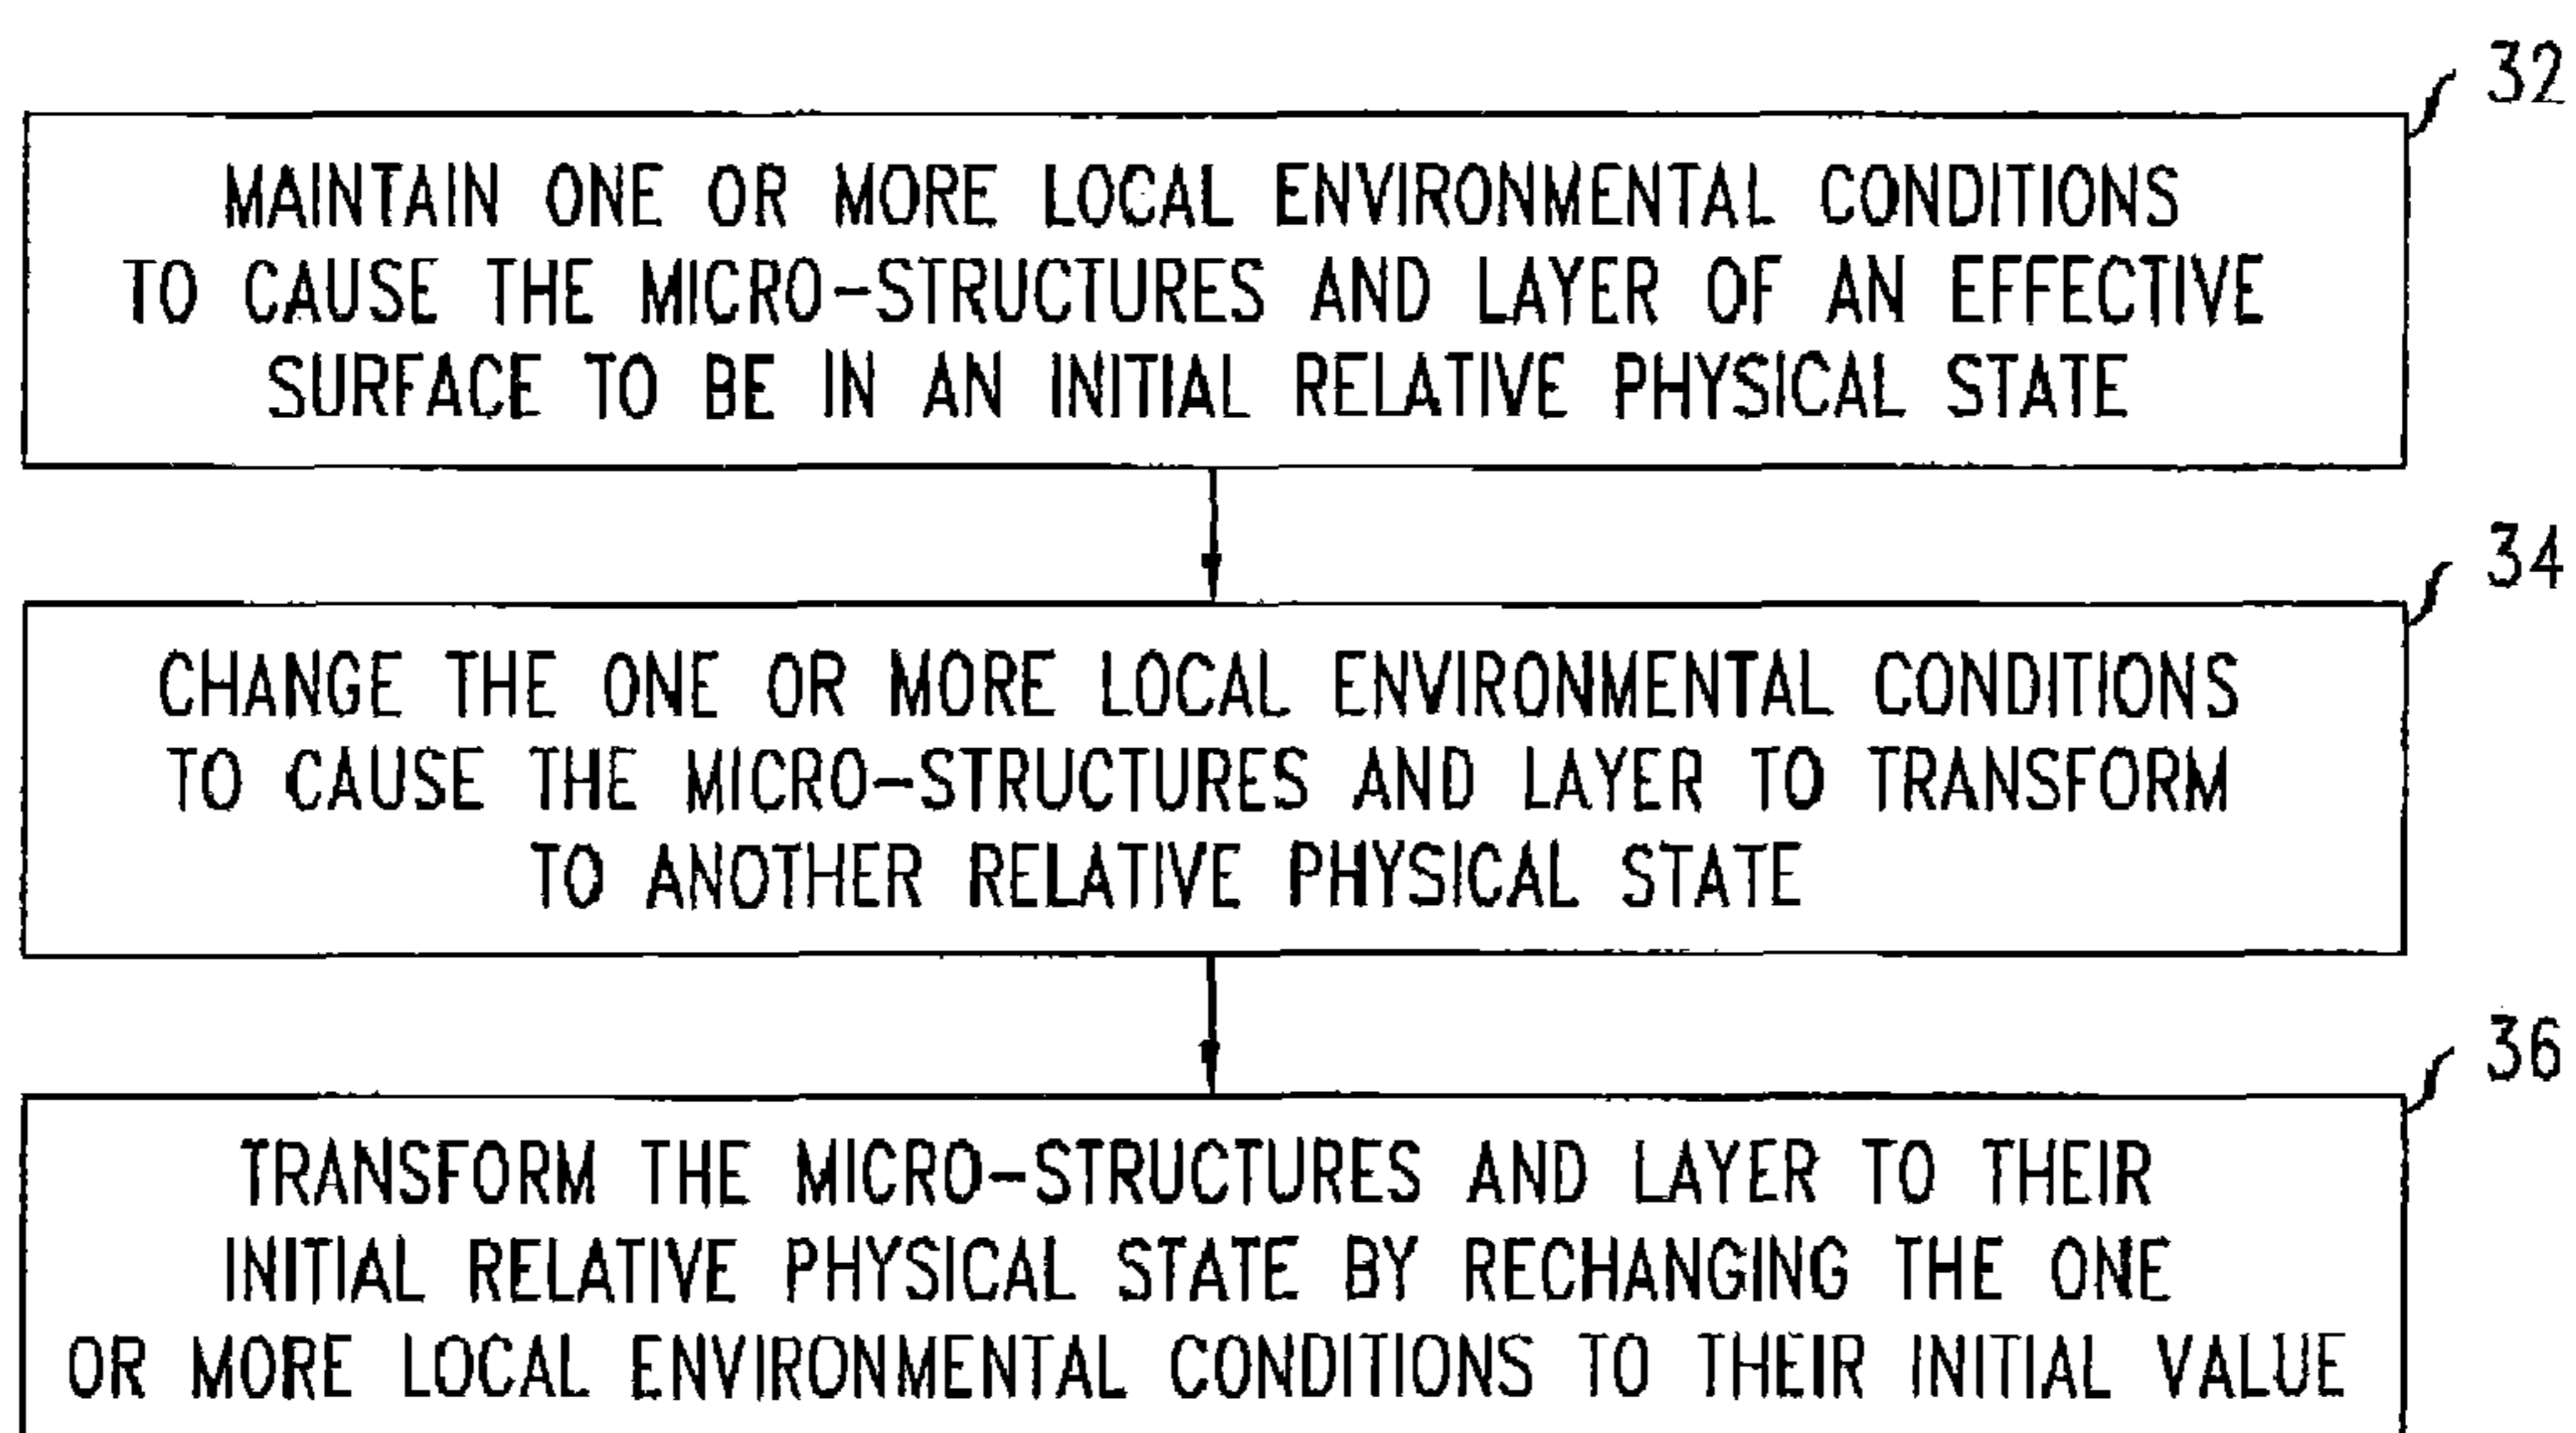 32
MAINTAIN ONE OR MORE LOCAL ENVIRONMENTAL CONDITIONS
TO CAUSE THE MICRO-STRUCTURES AND LAYER OF AN EFFECTIVE
SURFACE TO BE IN AN INITIAL RELATIVE PHYSICAL STATE
34
CHANGE THE ONE OR MORE LOCAL ENVIRONMENTAL CONDITIONS
TO CAUSE THE MICRO-STRUCTURES AND LAYER TO TRANSFORM
TO ANOTHER RELATIVE PHYSICAL STATE
36
TRANSFORM THE MICRO-STRUCTURES AND LAYER TO THEIR
INITIAL RELATIVE PHYSICAL STATE BY RECHANGING THE ONE
OR MORE LOCAL ENVIRONMENTAL CONDITIONS TO THEIR INITIAL VALUE